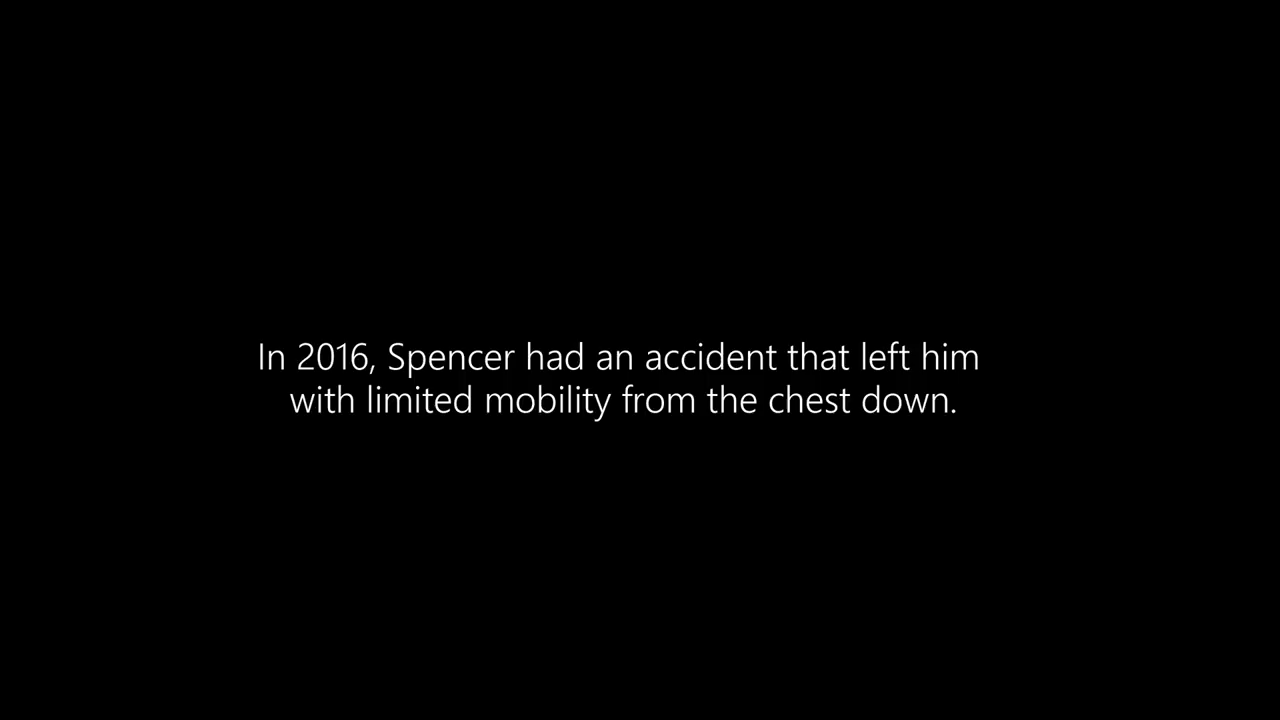 In 2016, Spencer had an accident that left him
with limited mobility from the chest down.